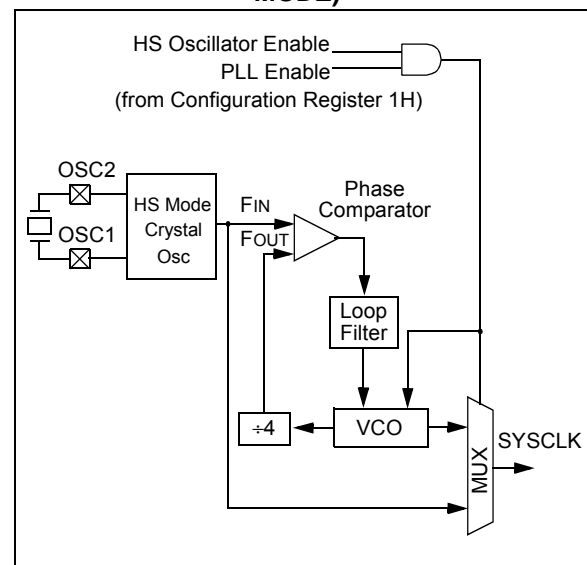 MODE)
HS Oscillator Enable
PLL Enable
(from Configuration Register 1H)
OSC2
OSC1
HS Mode
Crystal
Osc
FIN
FOUT
Phase
Comparator
Loop
Filter
÷4
VCO
MUX
SYSCLK